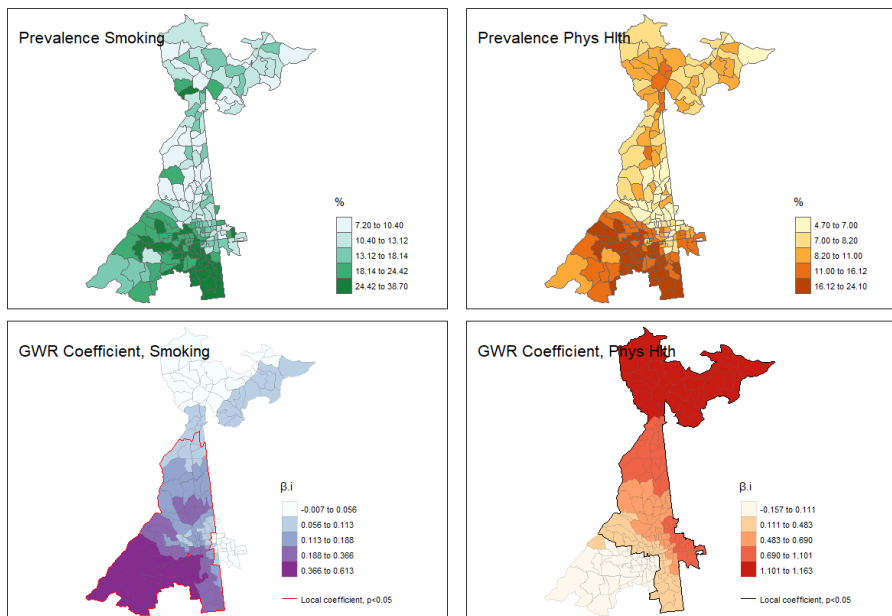 Prevalence Smoking
%
7.20 to 10.40
10.40 to 13.12
13.12 to 18.14
18.14 to 24.42
24.42 to 38.70
Prevalence Phys Hlth
%
4.70 to 7.00
7.00 to 8.20
8.20 to 11.00
11.00 to 16.12
16.12 to 24.10
GWR Coefficient, Smoking
β.i
-0.007 to 0.056
0.056 to 0.113
0.113 to 0.188
0.188 to 0.366
0.366 to 0.613
Local coefficient, p<0.05
GWR Coefficient, Phys Hlth
β.i
-0.157 to 0.111
0.111 to 0.483
0.483 to 0.690
0.690 to 1.101
1.101 to 1.163
Local coefficient, p<0.05